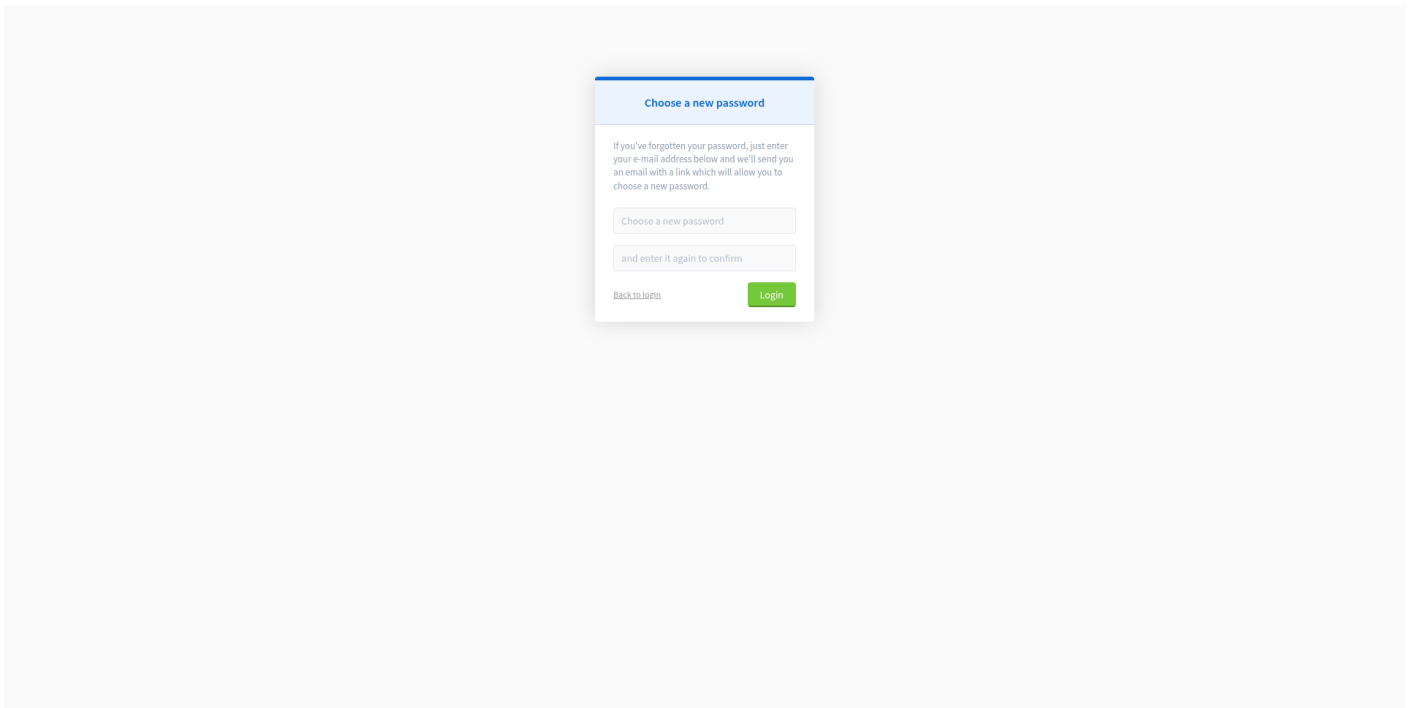 Choose a new password
If you've forgotten your password, just enter
your e-mail address below and we'll send you
an email with a link which will allow you to
choose a new password.
Choose a new password
and enter it again to confirm
Back to login
Login